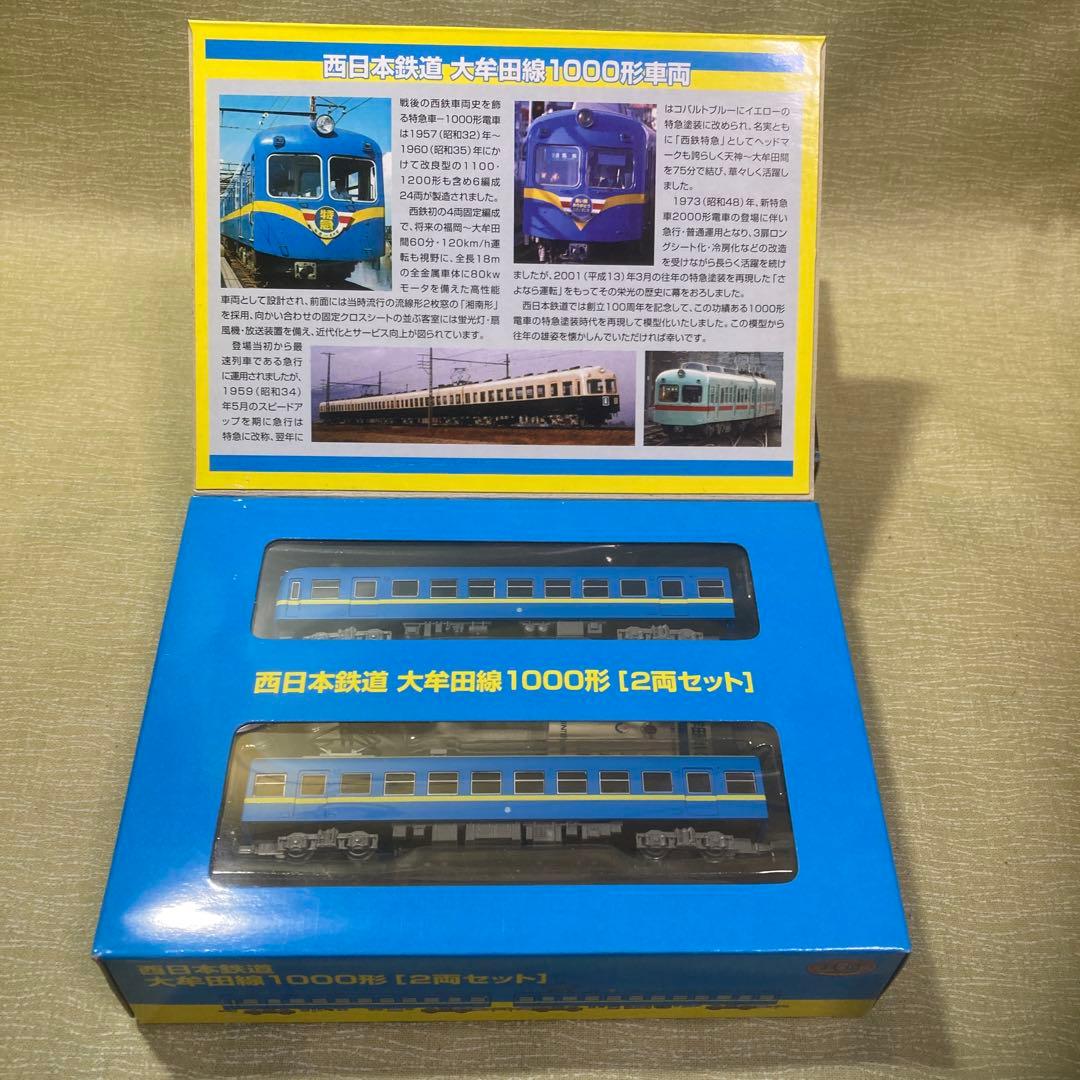 西日本鉄道 大牟田線1000形車両
戦後の西鉄車両史を飾
る特急車−1000形電車
は1957(昭和32)年〜
1960(昭和35)年にか
けて改良型の1100・
1200形も含め6編成
24両が製造されました。
西鉄初の4両固定編成
で、将来の福岡〜大牟田
間60分・120km/h運
転も視野に、全長18m
の全金属車体に80kw
モータを備えた高性能
車両として設計され、前面には当時流行の流線形2枚窓の「湘南形」
を採用、向かい合わせの固定クロスシートの並ぶ客室には蛍光灯・扇
風機・放送装置を備え、近代化とサービス向上が図られています。
登場当初から最
速列車である急行
に運用されましたが、
1959(昭和34)
年5月のスピードア
ップを期に急行は
特急に改称、翌年に
はコバルトブルーにイエローの
特急塗装に改められ、名実とも
に「西鉄特急」としてヘッドマ
ークも誇らしく天神〜大牟田間
を75分で結び、華々しく活躍し
ました。
1973(昭和48)年、新特急
車2000形電車の登場に伴い
急行・普通運用となり、3扉ロン
グシート化・冷房化などの改造
を受けながら長らく活躍を続け
ましたが、2001(平成13)年3月の往年の特急塗装を再現した「さ
よなら運転」をもってその栄光の歴史に幕をおろしました。
西日本鉄道では創立100周年を記念して、この功績ある1000形
電車の特急塗装時代を再現して模型化いたしました。この模型から
往年の雄姿を懐かしんでいただければ幸いです。
特急
西日本鉄道 大牟田線1000形[2両セット]
西日本鉄道
大牟田線1000形[2両セット]